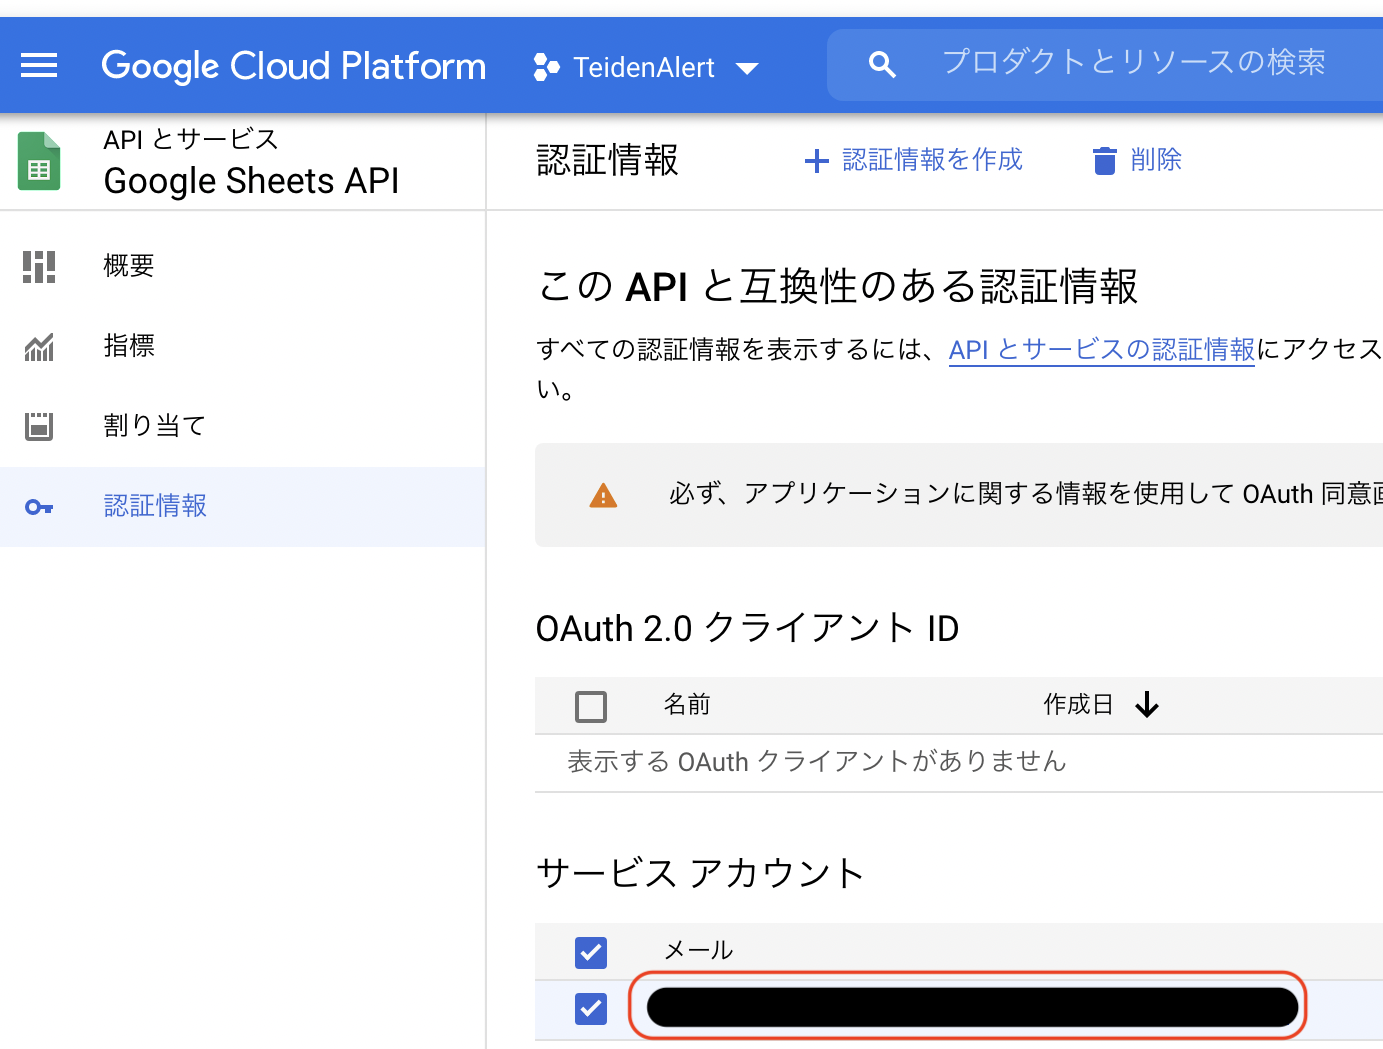 Google Cloud Platform
TeidenAlert
プロダクトとリソースの検索
API とサービス
Google Sheets API
認証情報
認証情報を作成
削除
概要
指標
割り当て
認証情報
この API と互換性のある認証情報
すべての認証情報を表示するには、API とサービスの認証情報にアクセス
い。
必ず、アプリケーションに関する情報を使用して OAuth 同意画
OAuth 2.0 クライアント ID
名前
作成日
表示する OAuth クライアントがありません
サービス アカウント
メール